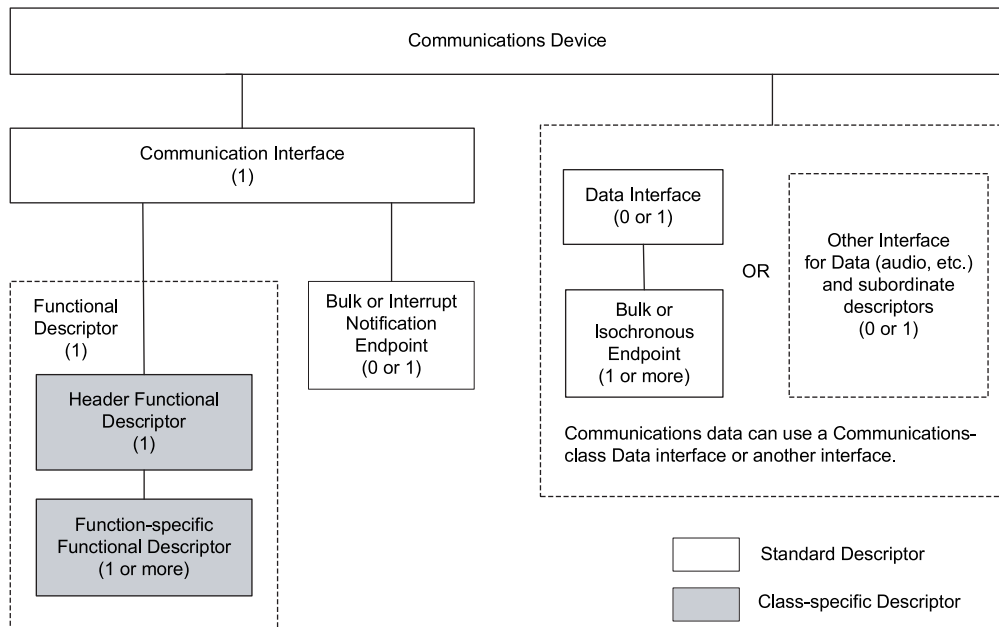 Communications Device
Communication Interface
(1)
Functional
Descriptor
(1)
Header Functional
Descriptor
(1)
Function-specific
Functional Descriptor
(1 or more)
Bulk or Interrupt
Notification
Endpoint
(0 or 1)
Data Interface
(0 or 1)
Bulk or
Isochronous
Endpoint
(1 or more)
OR
Other Interface
for Data (audio, etc.)
and subordinate
descriptors
(0 or 1)
Communications data can use a Communications-
class Data interface or another interface.
Standard Descriptor
Class-specific Descriptor